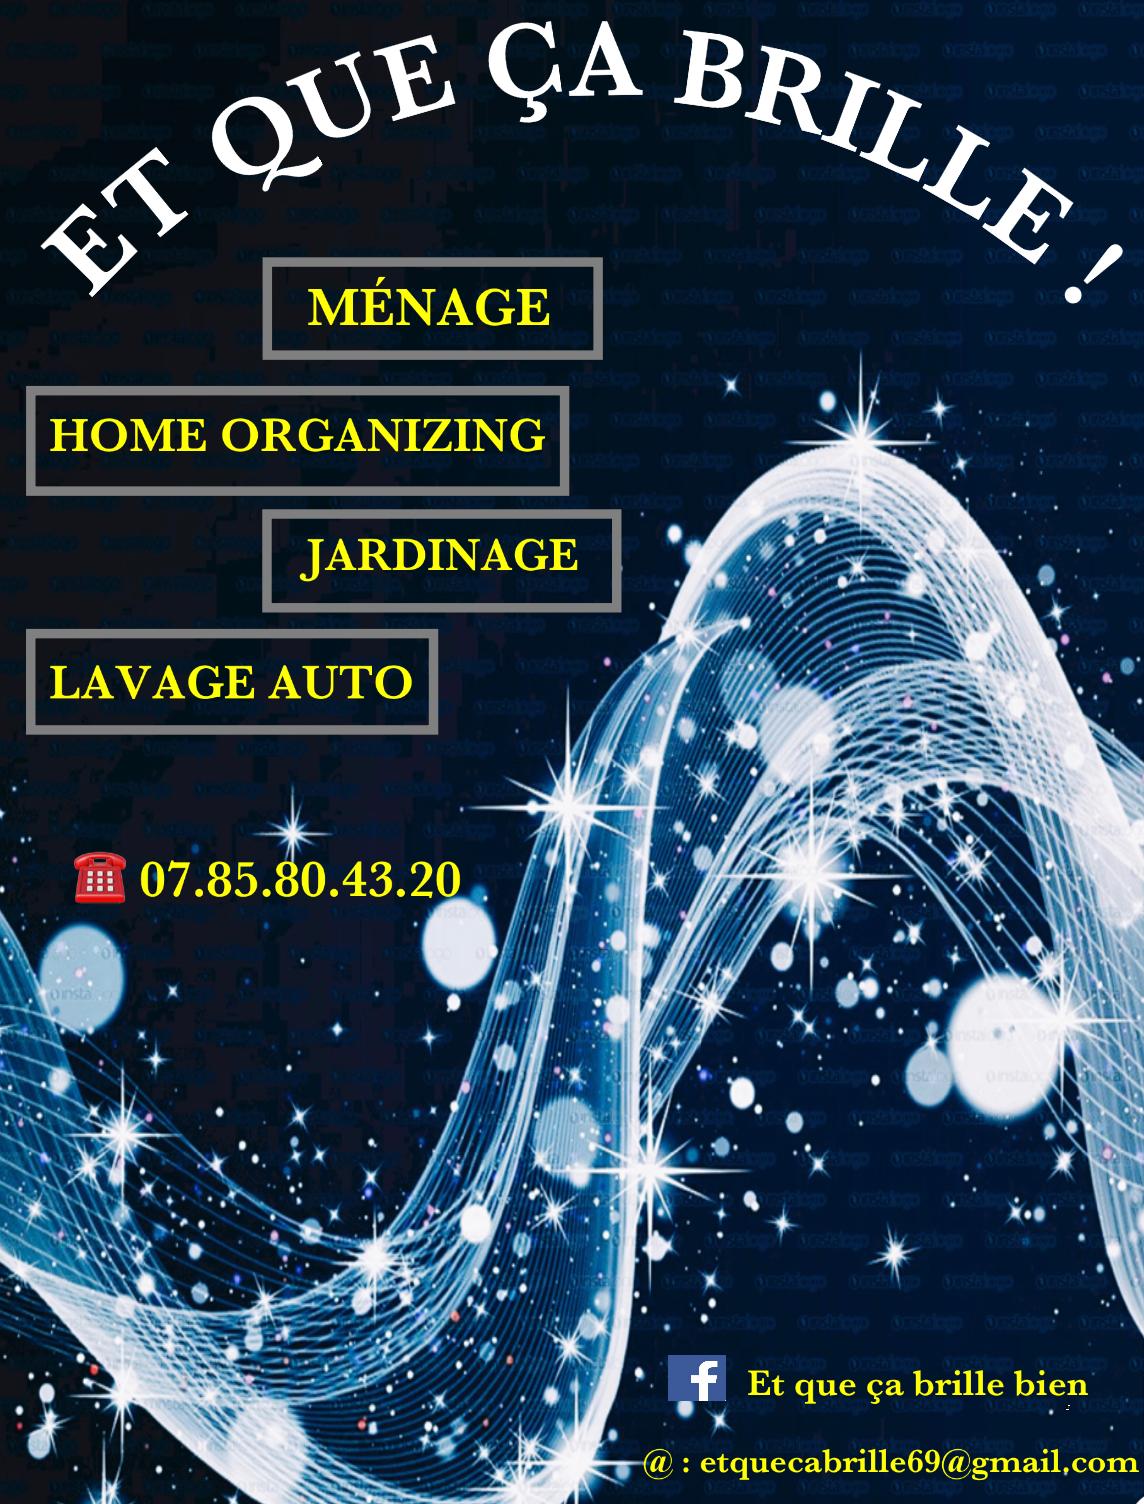 ET QUE ÇA BRILLE !
MÉNAGE
HOME ORGANIZING
JARDINAGE
LAVAGE AUTO
07.85.80.43.20
Et que ça brille bien
@ : etquecabrille69@gmail.com